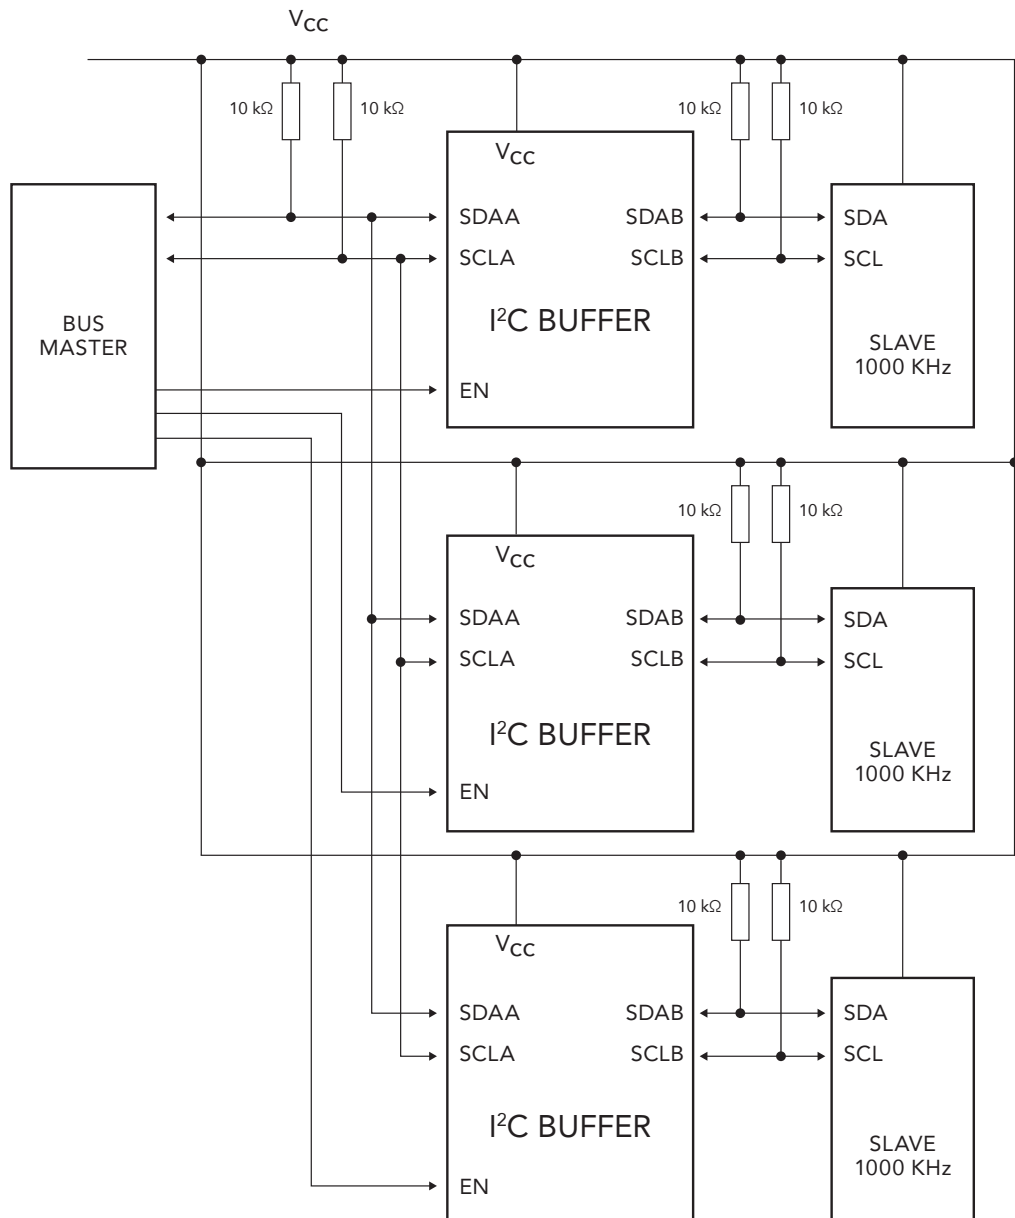 VCC
10 kΩ
10 kΩ
10 kΩ
10 kΩ
BUS
MASTER
VCC
SDAA
SCLA
SDAB
SCLB
I²C BUFFER
EN
SDA
SCL
SLAVE
1000 KHz
10 kΩ
10 kΩ
VCC
SDAA
SCLA
SDAB
SCLB
I²C BUFFER
EN
SDA
SCL
SLAVE
1000 KHz
10 kΩ
10 kΩ
VCC
SDAA
SCLA
SDAB
SCLB
I²C BUFFER
EN
SDA
SCL
SLAVE
1000 KHz